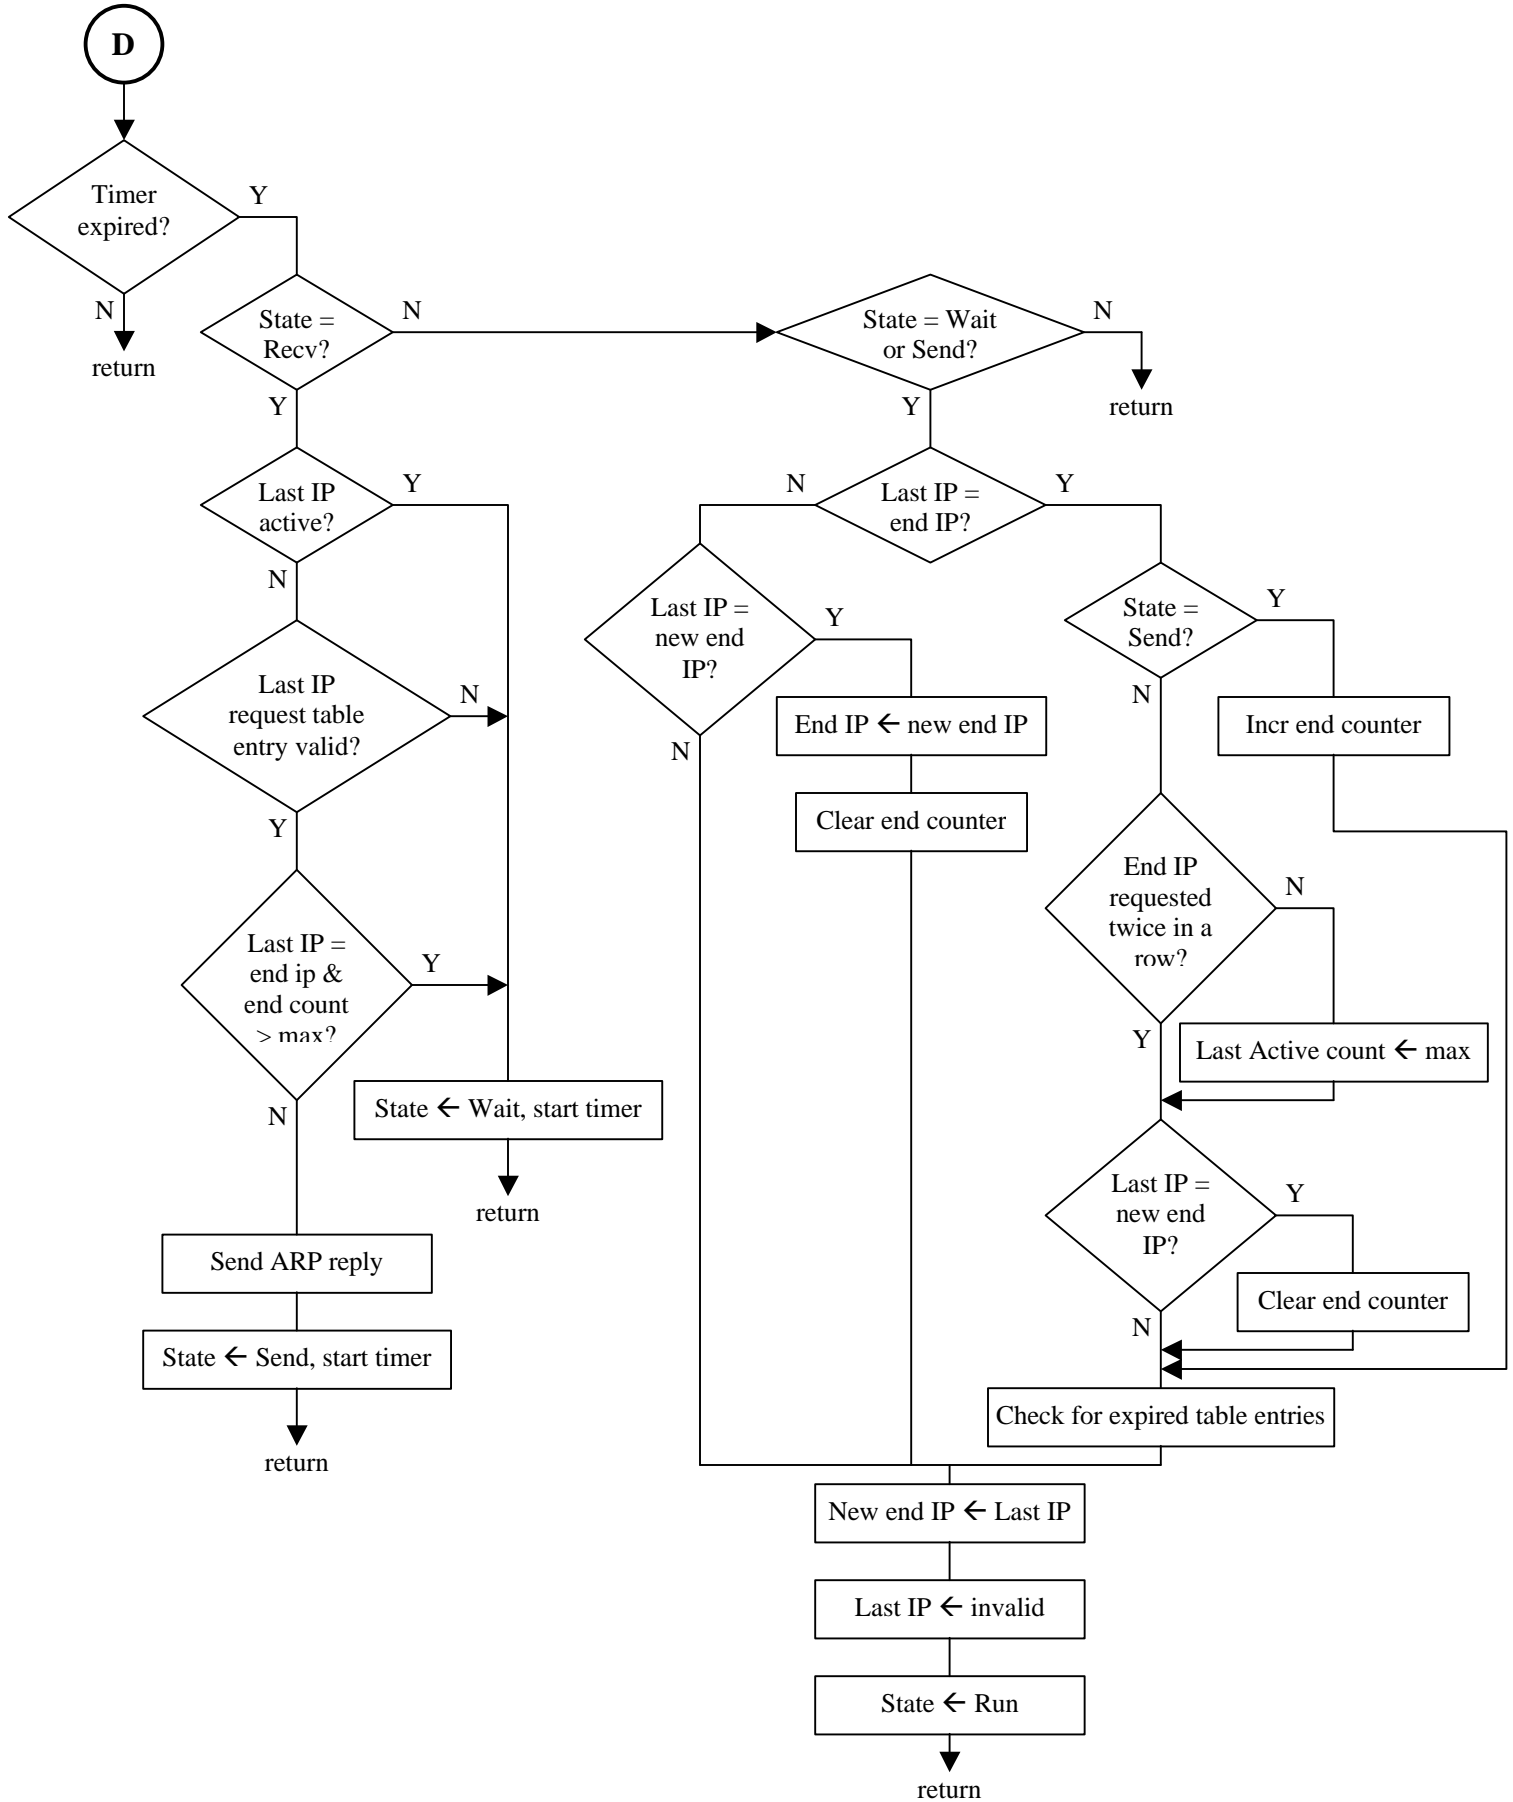 D
Timer
expired?
Y
N
return
State =
Recv?
N
Y
State = Wait
or Send?
N
return
Y
Last IP
active?
Y
N
Last IP =
end IP?
N
Y
Last IP
request table
entry valid?
N
Y
Last IP =
new end
IP?
Y
N
State =
Send?
Y
N
End IP ← new end IP
Incr end counter
Clear end counter
Last IP =
end ip &
end count
> max?
Y
N
End IP
requested
twice in a
row?
N
Y
Last Active count ← max
State ← Wait, start timer
return
Last IP =
new end
IP?
Y
N
Clear end counter
Send ARP reply
State ← Send, start timer
return
Check for expired table entries
New end IP ← Last IP
Last IP ← invalid
State ← Run
return